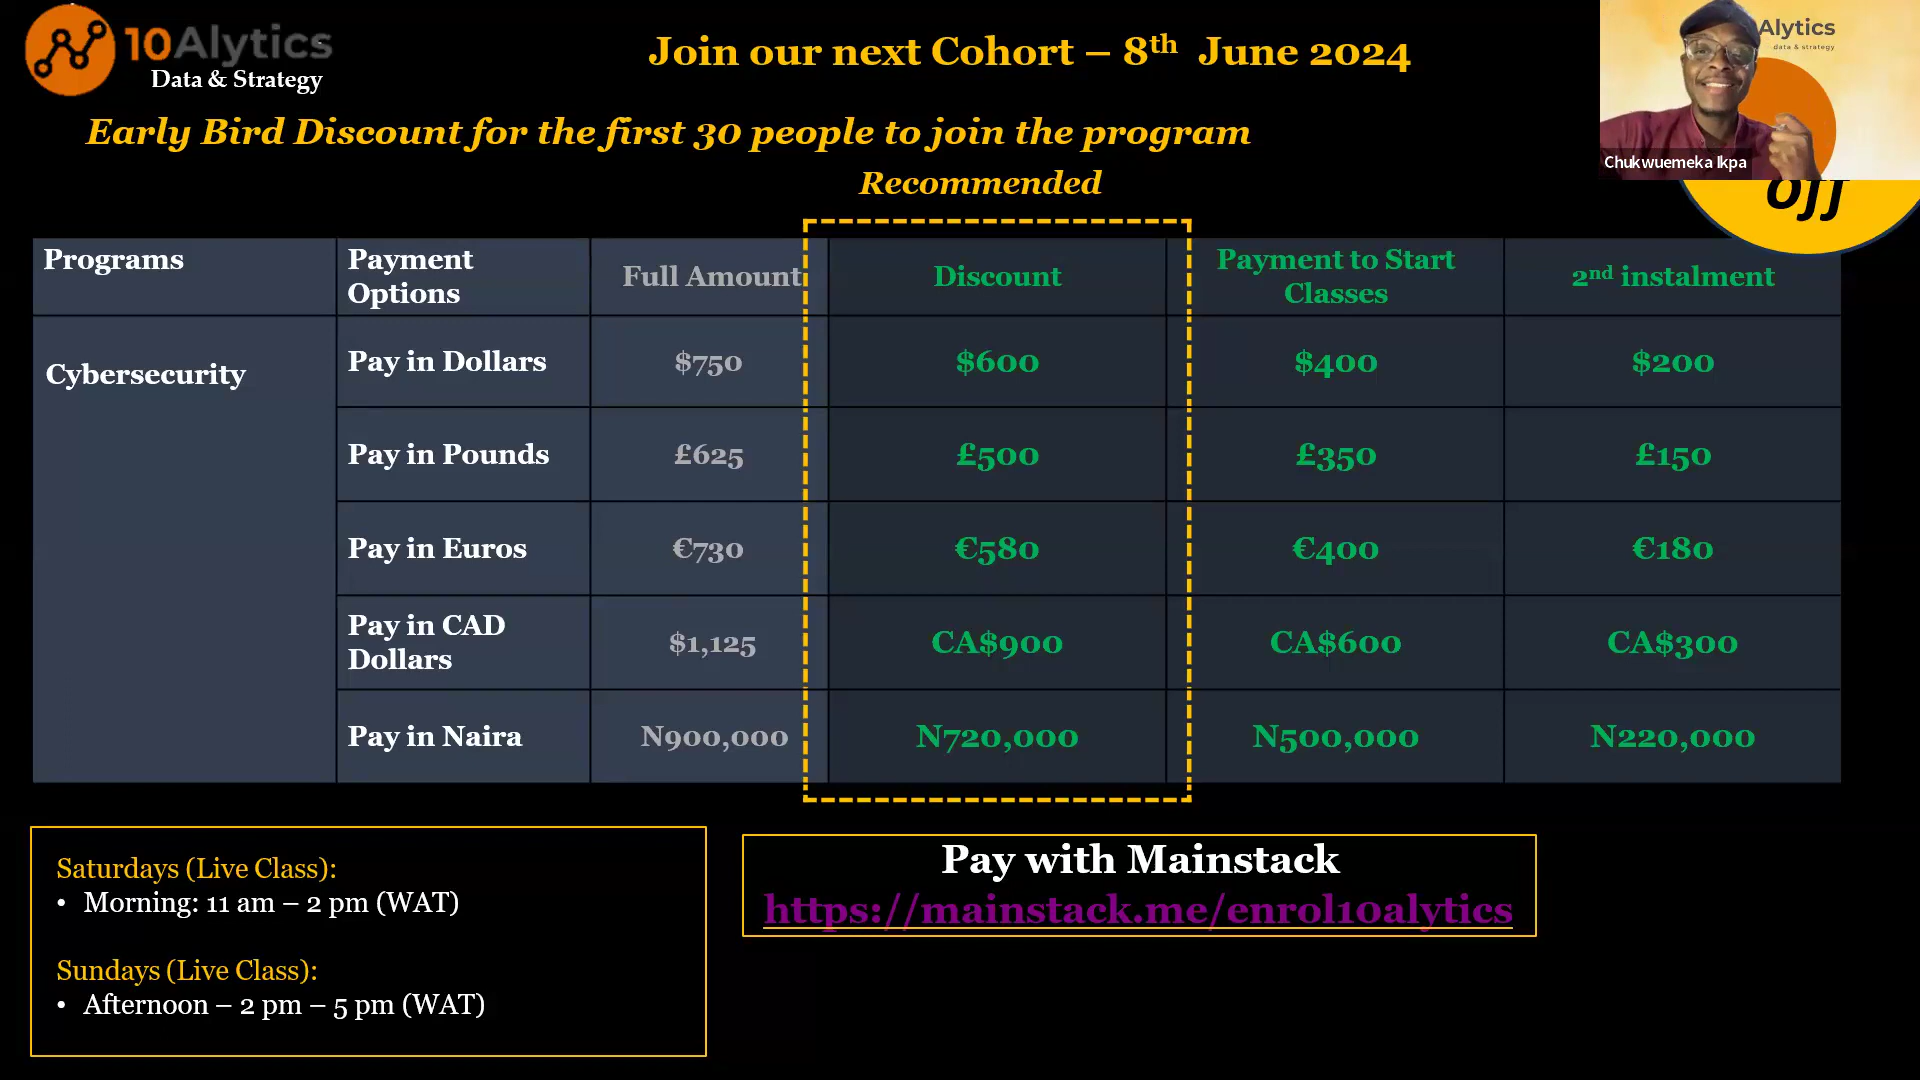 10Alytics
Data & Strategy
Join our next Cohort – 8th June 2024
Alytics
data & strategy
Chukwuemeka Ikpa
off
Early Bird Discount for the first 30 people to join the program
Recommended
Programs
Payment Options
Full Amount
Discount
Payment to Start Classes
2nd instalment
Cybersecurity
Pay in Dollars $750 $600 $400 $200
Pay in Pounds £625 £500 £350 £150
Pay in Euros €730 €580 €400 €180
Pay in CAD Dollars $1,125 CA$900 CA$600 CA$300
Pay in Naira N900,000 N720,000 N500,000 N220,000
Saturdays (Live Class):
• Morning: 11 am – 2 pm (WAT)
Sundays (Live Class):
• Afternoon – 2 pm – 5 pm (WAT)
Pay with Mainstack
https://mainstack.me/enrol10alytics